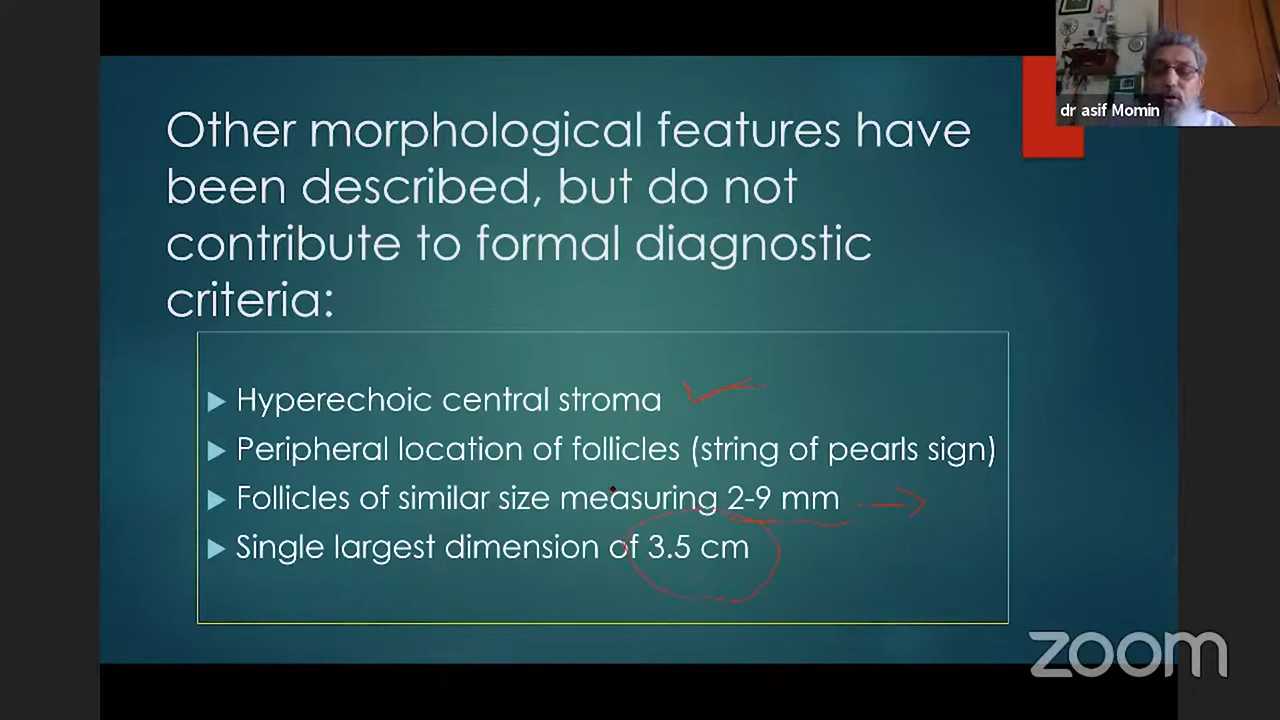 dr asif Momin
Other morphological features have
been described, but do not
contribute to formal diagnostic
criteria:
Hyperechoic central stroma
Peripheral location of follicles (string of pearls sign)
Follicles of similar size measuring 2-9 mm
Single largest dimension of 3.5 cm
zoom